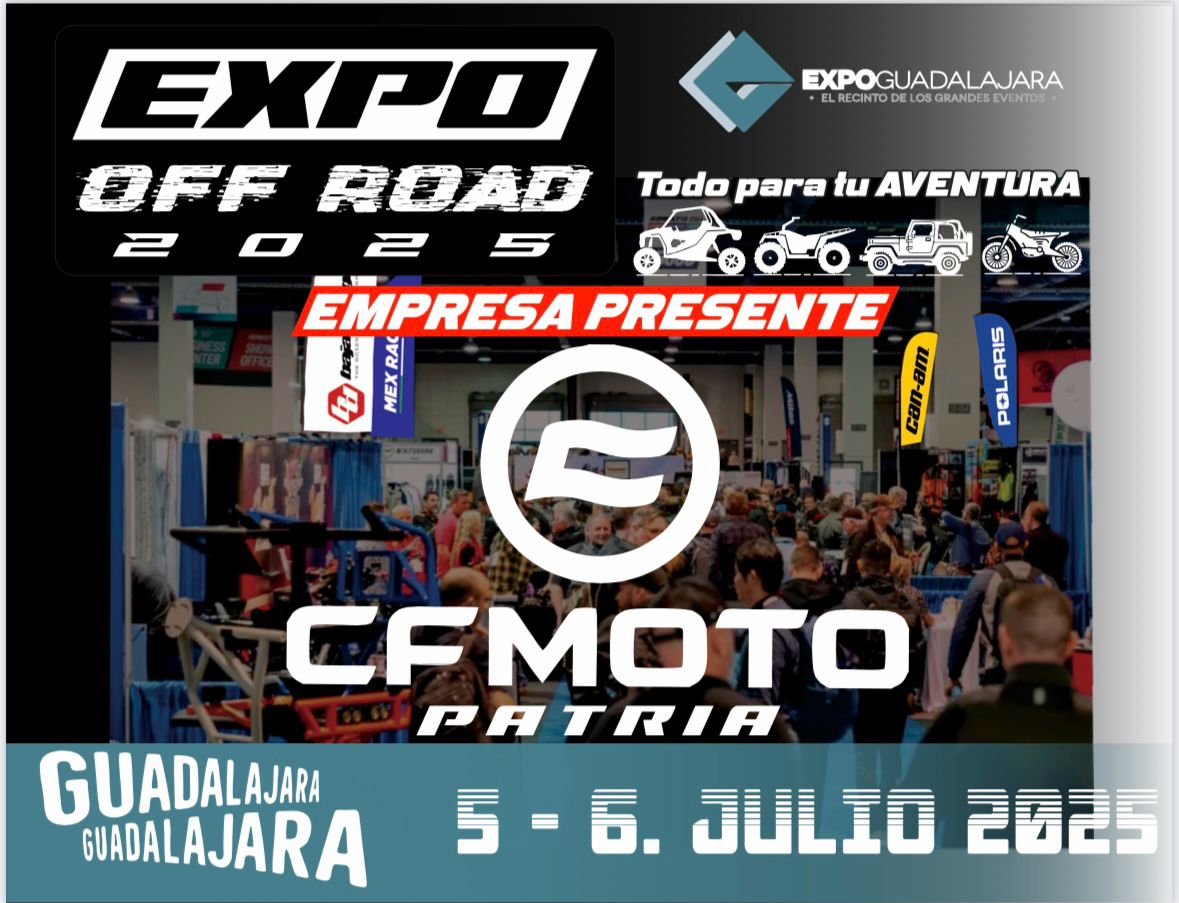 EXPO
OFF ROAD
2025
EXPOGUADALAJARA
• EL RECINTO DE LOS GRANDES EVENTOS •
Todo para tu AVENTURA
EMPRESA PRESENTE
MEX RAC
can-am
POLARIS
CFMOTO
PATRIA
GUADALAJARA
GUADALAJARA
5 - 6. JULIO 2025